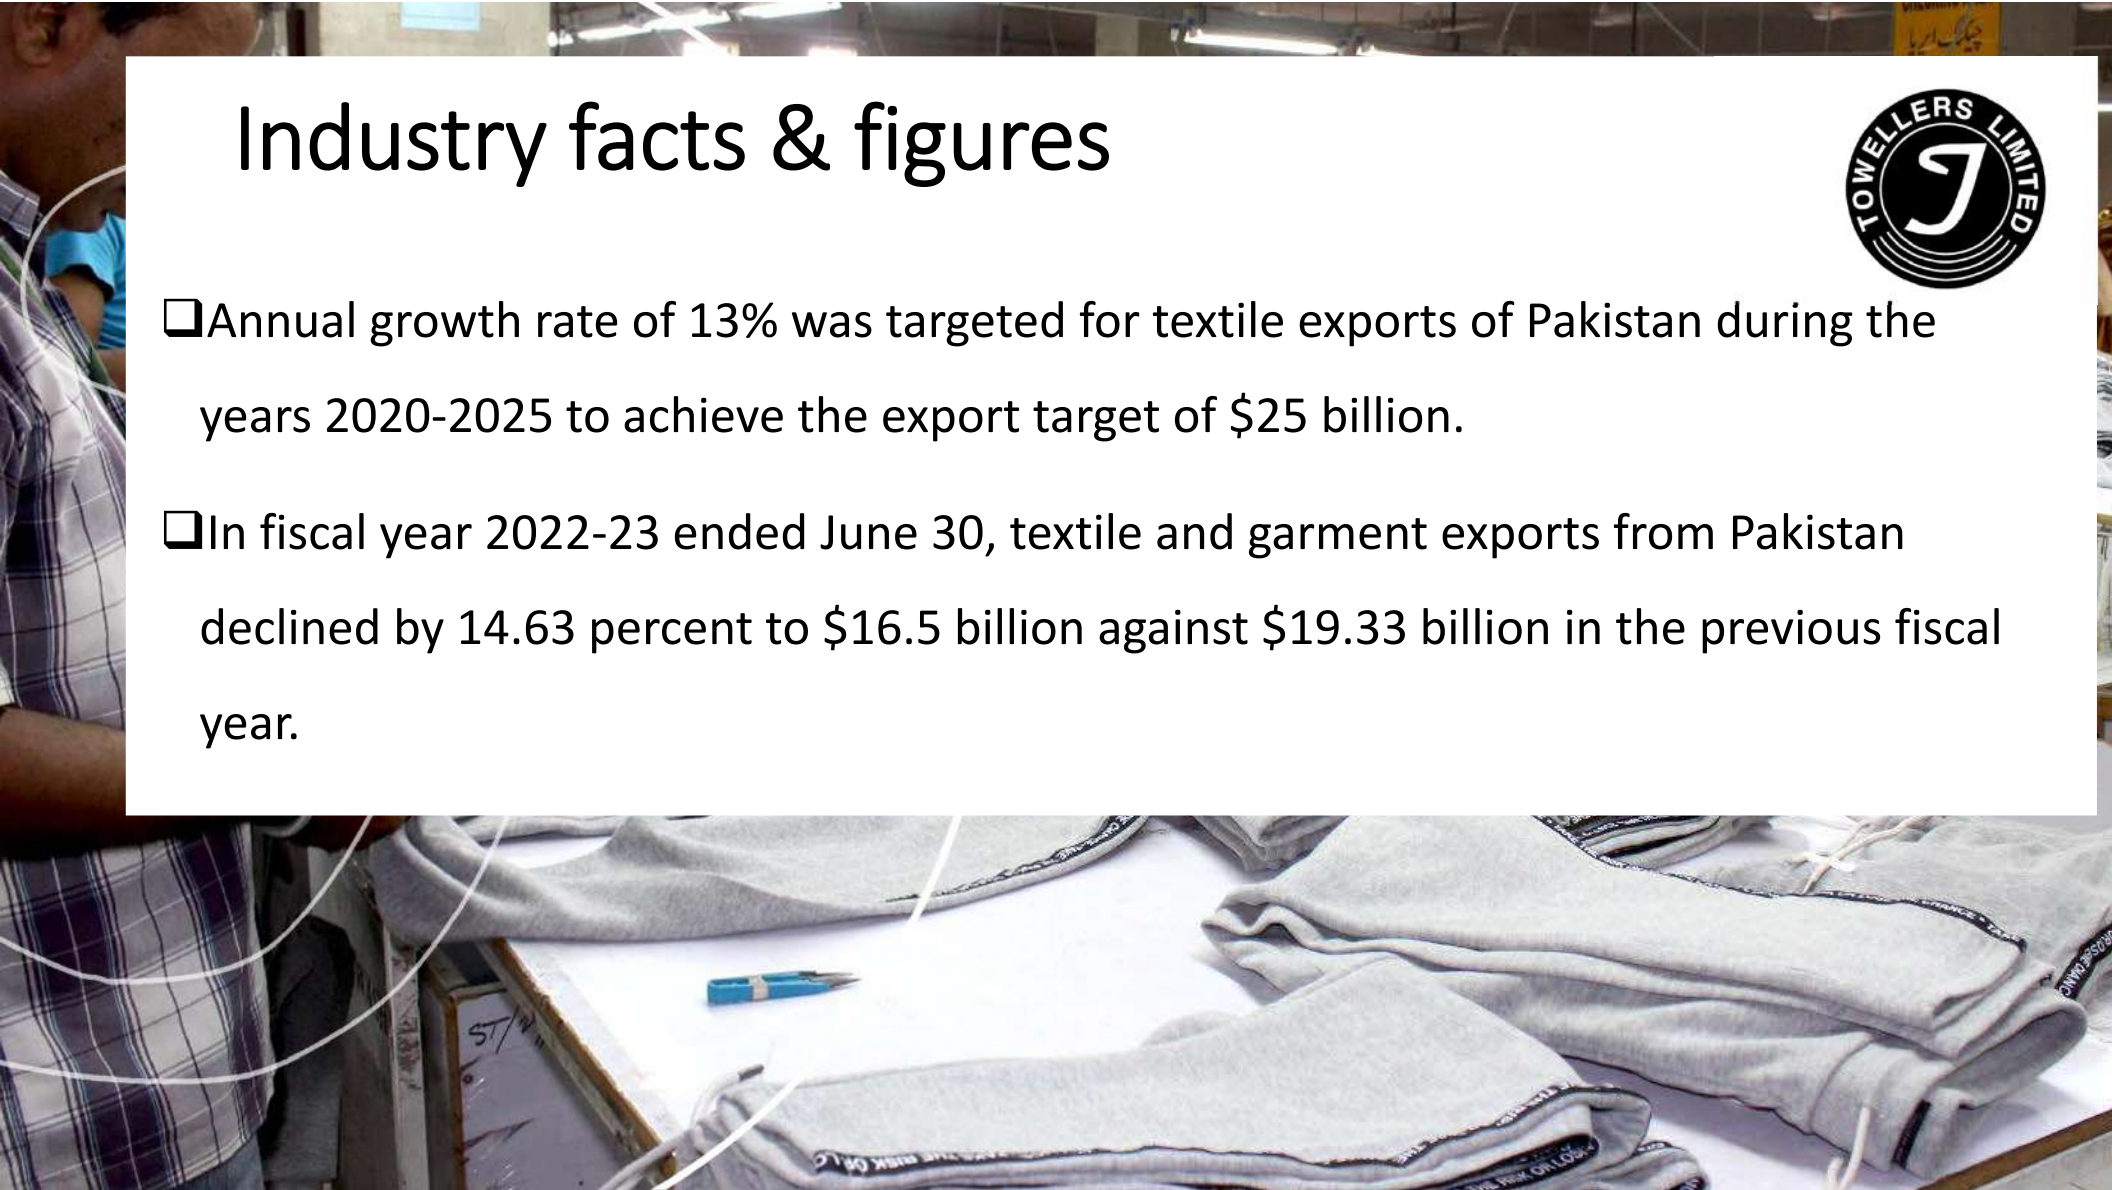 چیکنگ ایریا
Industry facts & figures
TOWELLERS LIMITED
T
❑Annual growth rate of 13% was targeted for textile exports of Pakistan during the
years 2020-2025 to achieve the export target of $25 billion.
❑In fiscal year 2022-23 ended June 30, textile and garment exports from Pakistan
declined by 14.63 percent to $16.5 billion against $19.33 billion in the previous fiscal
year.
ST/